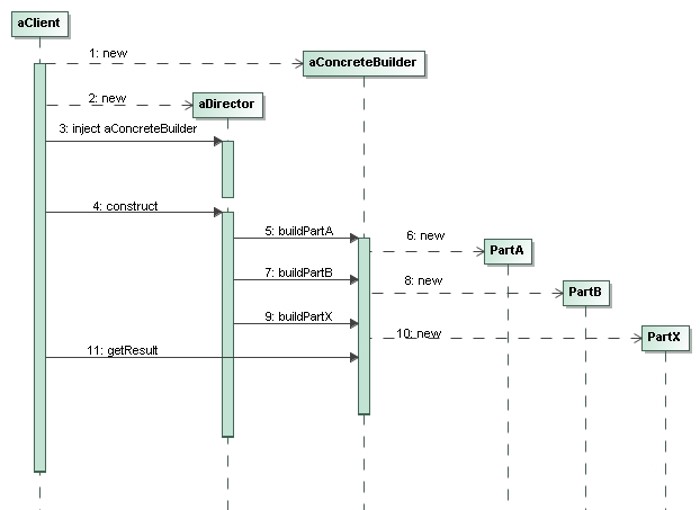 aClient
1: new
aConcreteBuilder
2: new
aDirector
3: inject aConcreteBuilder
4: construct
5: buildPartA
6: new
PartA
7: buildPartB
8: new
PartB
9: buildPartX
10: new
PartX
11: getResult